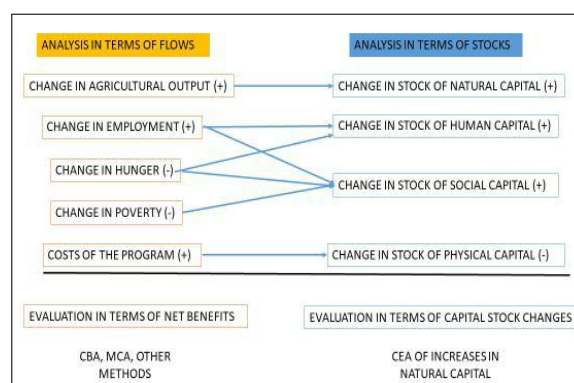 ANALYSIS IN TERMS OF FLOWS
ANALYSIS IN TERMS OF STOCKS
CHANGE IN AGRICULTURAL OUTPUT (+)
CHANGE IN STOCK OF NATURAL CAPITAL (+)
CHANGE IN EMPLOYMENT (+)
CHANGE IN STOCK OF HUMAN CAPITAL (+)
CHANGE IN HUNGER (-)
CHANGE IN STOCK OF SOCIAL CAPITAL (+)
CHANGE IN POVERTY (-)
COSTS OF THE PROGRAM (+)
CHANGE IN STOCK OF PHYSICAL CAPITAL (-)
EVALUATION IN TERMS OF NET BENEFITS
EVALUATION IN TERMS OF CAPITAL STOCK CHANGES
CBA, MCA, OTHER
METHODS
CEA OF INCREASES IN
NATURAL CAPITAL